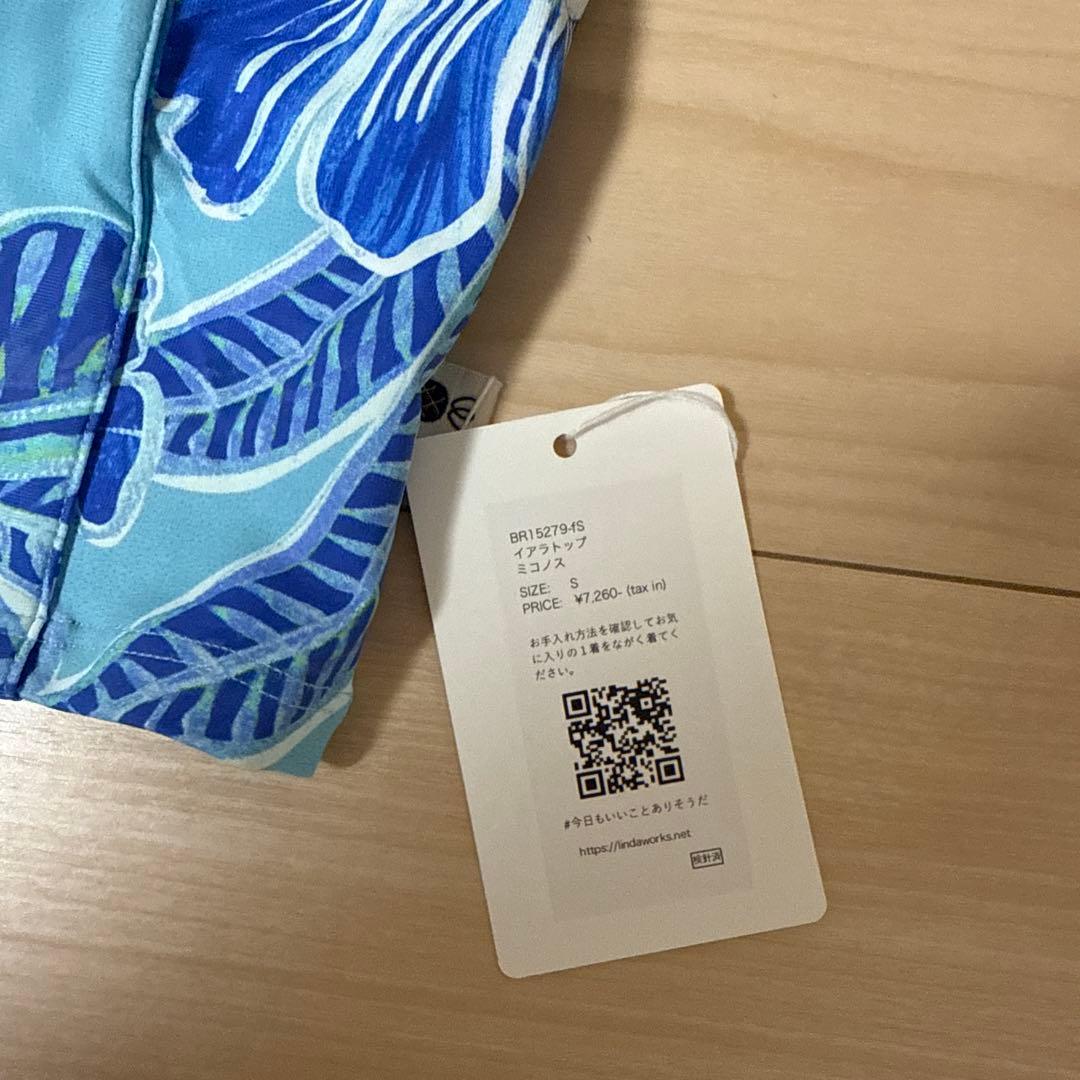 BR15279-fS
イアラトップ
ミコノス
SIZE: S
PRICE: ¥7,260- (tax in)
お手入れ方法を確認してお気
に入りの１着をながく着てく
ださい。
#今日もいいことありそうだ
https://lindaworks.net
検針済